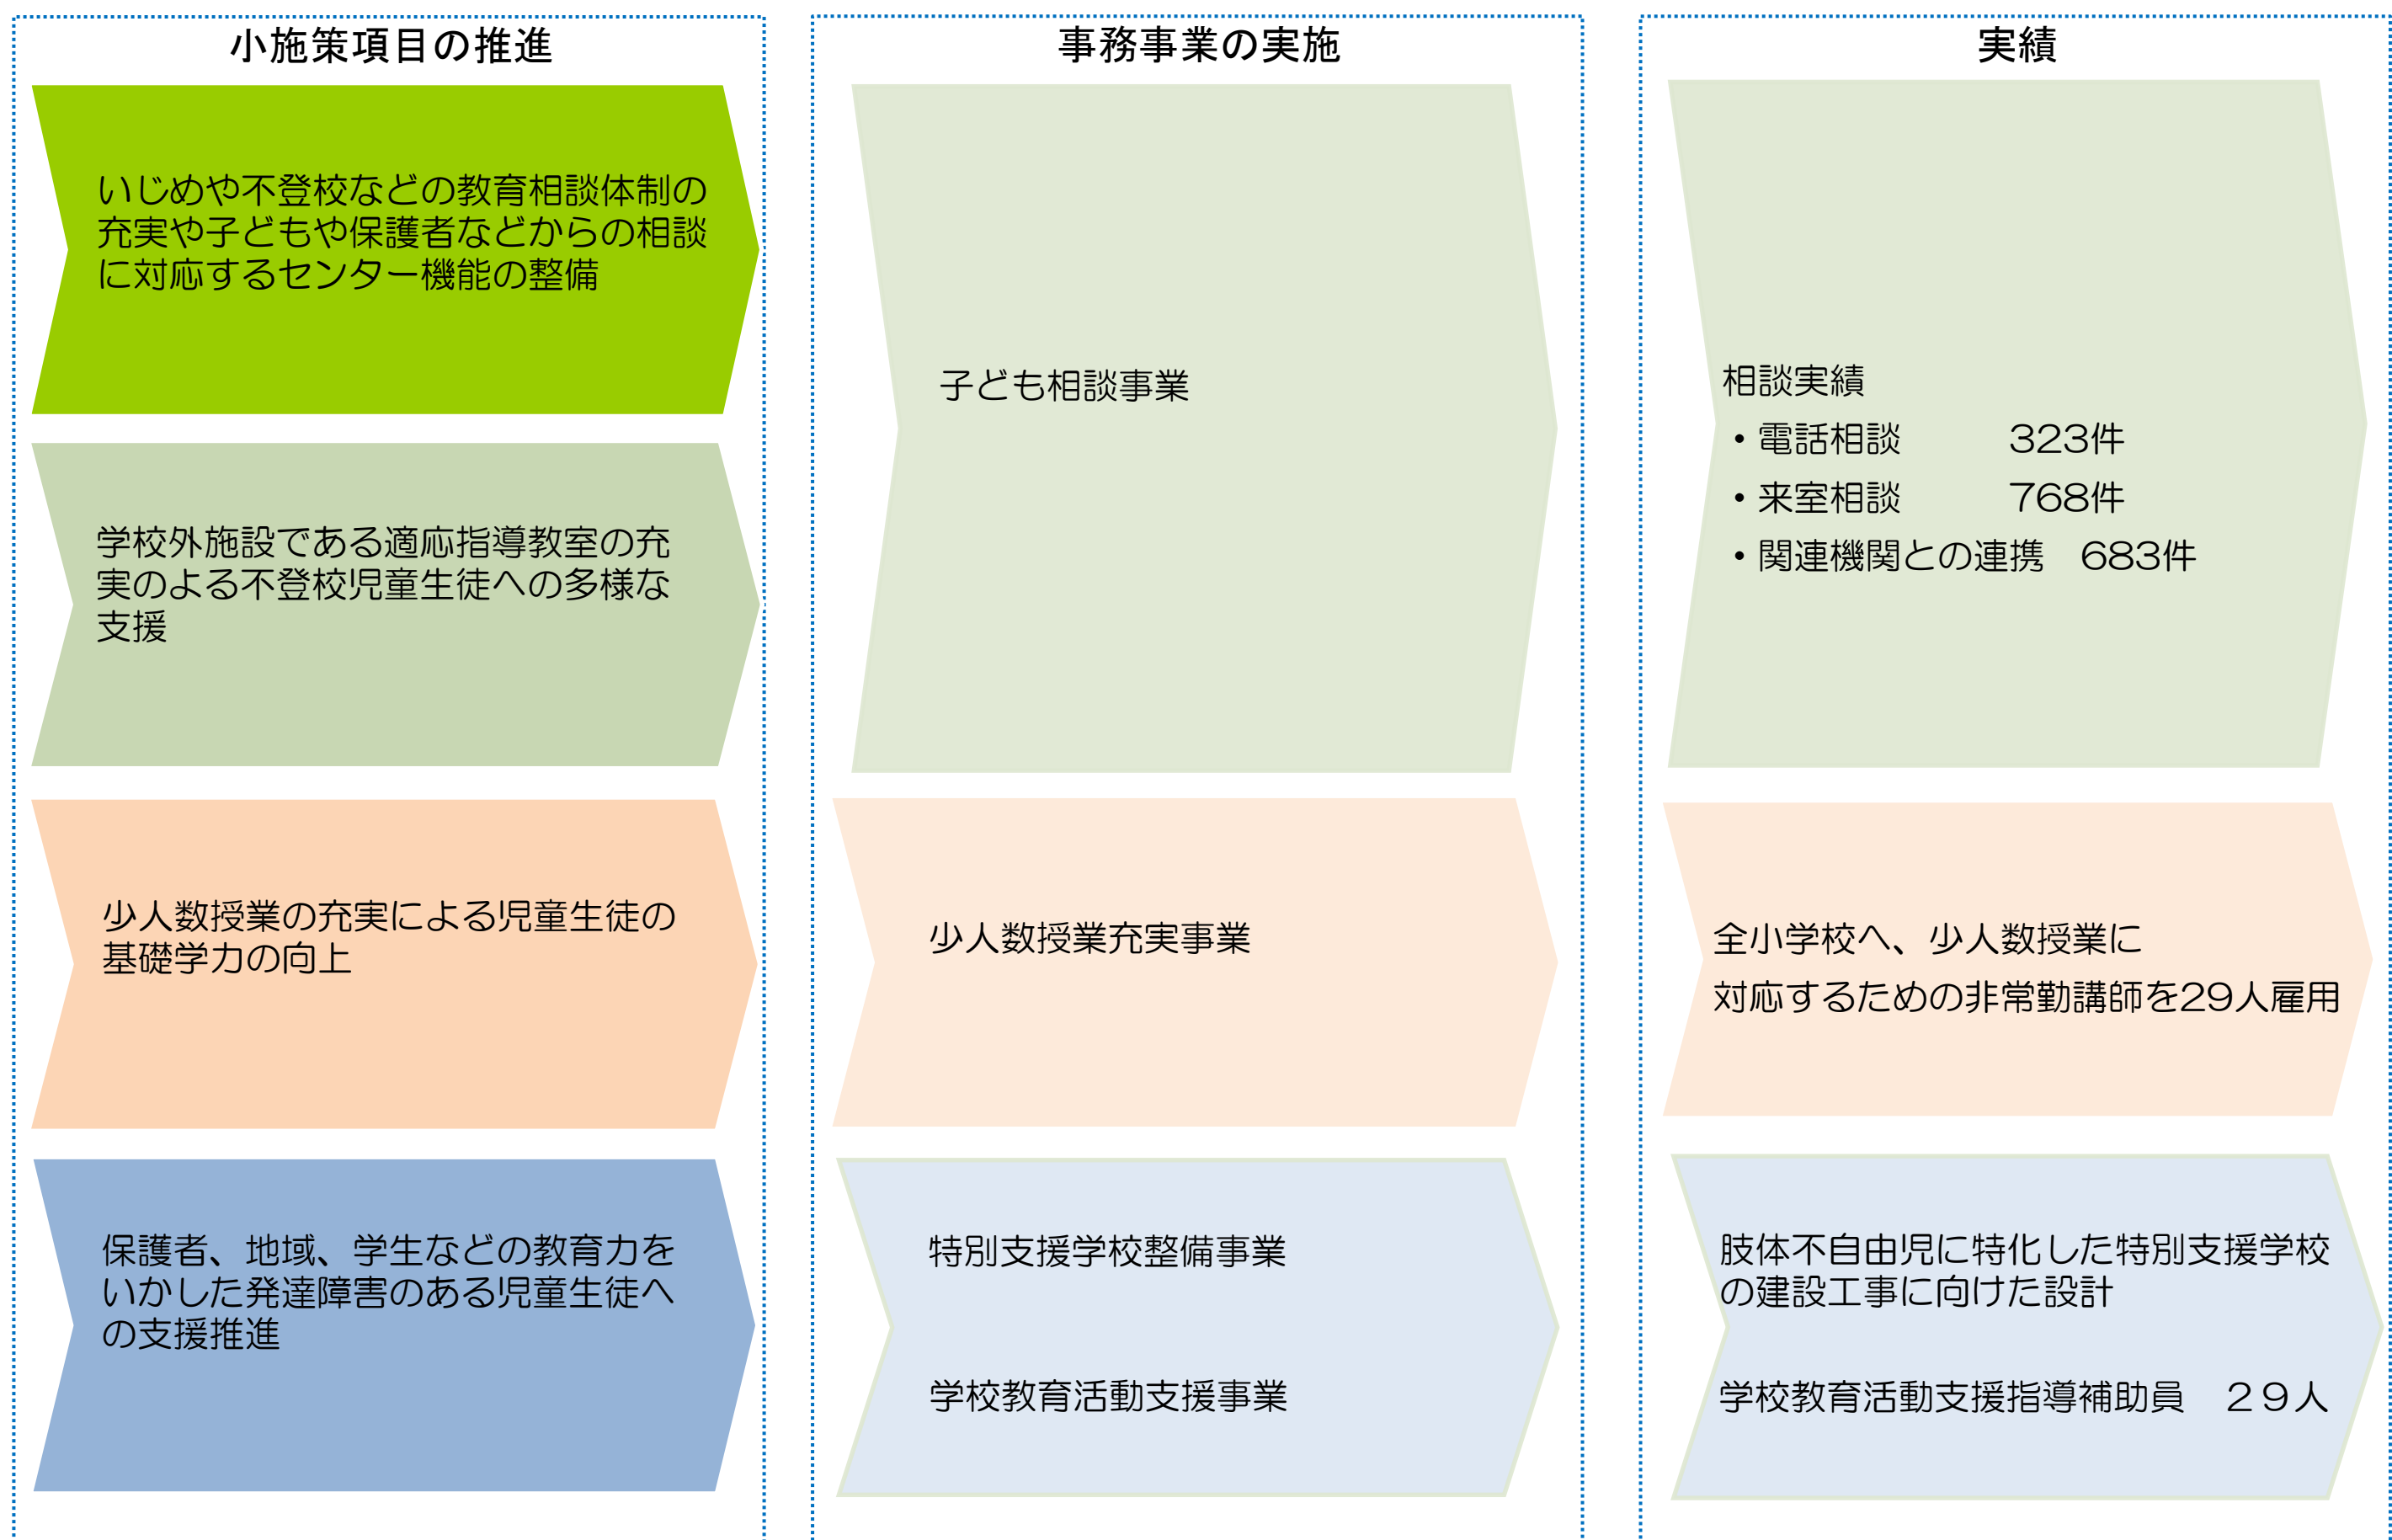 小施策項目の推進
いじめや不登校などの教育相談体制の
充実や子どもや保護者などからの相談
に対応するセンター機能の整備
学校外施設である適応指導教室の充
実のよる不登校児童生徒への多様な
支援
少人数授業の充実による児童生徒の
基礎学力の向上
保護者、地域、学生などの教育力を
いかした発達障害のある児童生徒へ
の支援推進
事務事業の実施
子ども相談事業
少人数授業充実事業
特別支援学校整備事業
学校教育活動支援事業
実績
相談実績
・電話相談　　　323件
・来室相談　　　768件
・関連機関との連携　683件
全小学校へ、少人数授業に
対応するための非常勤講師を29人雇用
肢体不自由児に特化した特別支援学校
の建設工事に向けた設計
学校教育活動支援指導補助員　２９人